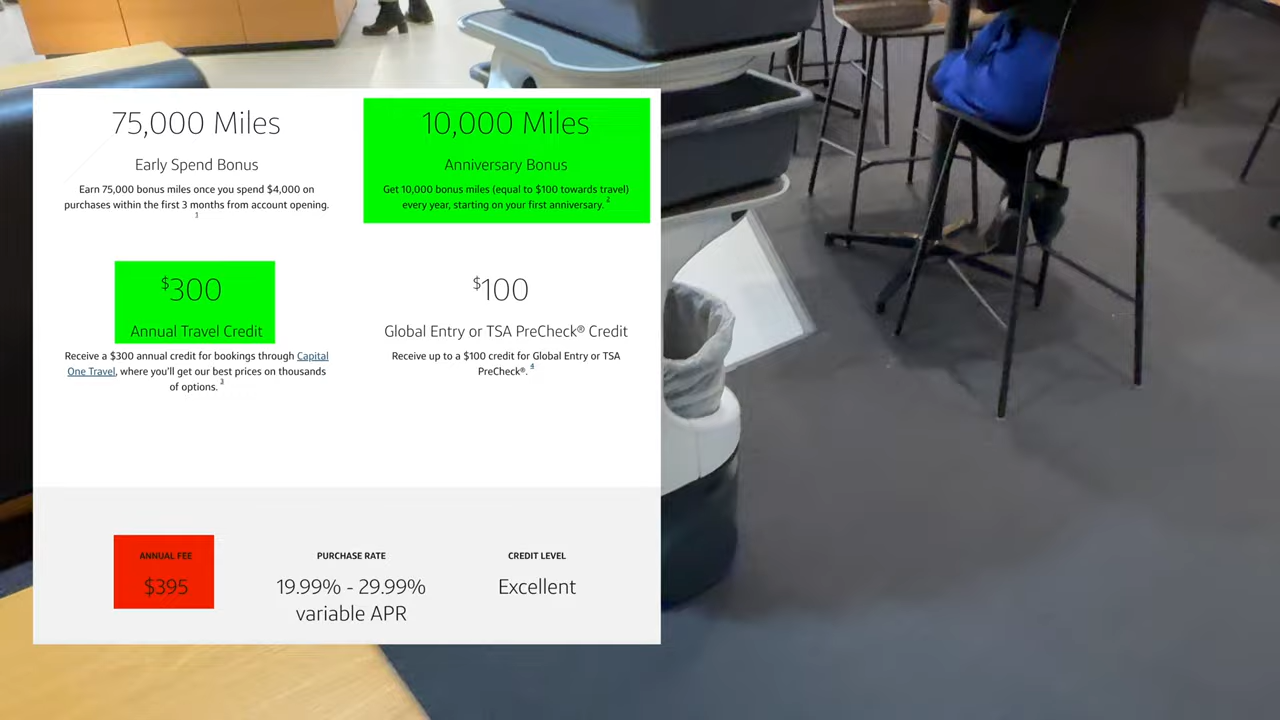 75,000 Miles
Early Spend Bonus
Earn 75,000 bonus miles once you spend $4,000 on
purchases within the first 3 months from account opening.
1
10,000 Miles
Anniversary Bonus
Get 10,000 bonus miles (equal to $100 towards travel)
every year, starting on your first anniversary. 2
$300
Annual Travel Credit
Receive a $300 annual credit for bookings through Capital
One Travel, where you'll get our best prices on thousands
of options. 3
$100
Global Entry or TSA PreCheck® Credit
Receive up to a $100 credit for Global Entry or TSA
PreCheck®. 4
ANNUAL FEE
$395
PURCHASE RATE
19.99% - 29.99%
variable APR
CREDIT LEVEL
Excellent